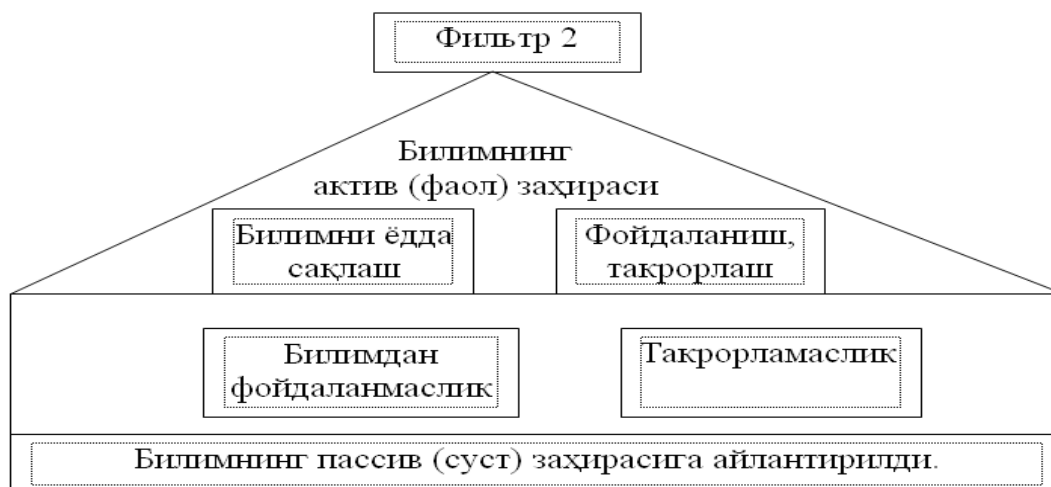 Фильтр 2
Билимнинг
актив (фаол) заҳираси
Билимни ёдда
сақлаш
Фойдаланиш,
такрорлаш
Билимдан
фойдаланмаслик
Такрорламаслик
Билимнинг пассив (суст) заҳирасига айлантирилди.